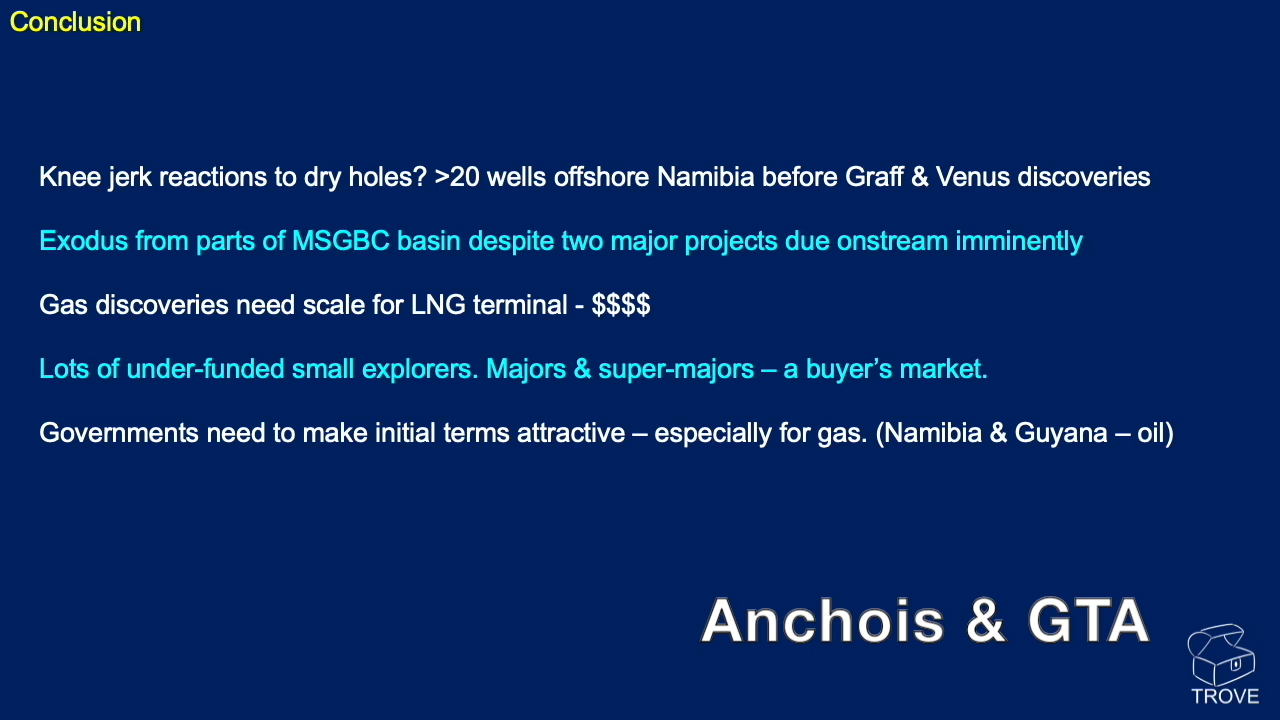 Conclusion
Knee jerk reactions to dry holes? >20 wells offshore Namibia before Graff & Venus discoveries
Exodus from parts of MSGBC basin despite two major projects due onstream imminently
Gas discoveries need scale for LNG terminal - $$$$
Lots of under-funded small explorers. Majors & super-majors – a buyer’s market.
Governments need to make initial terms attractive – especially for gas. (Namibia & Guyana – oil)
Anchois & GTA
TROVE